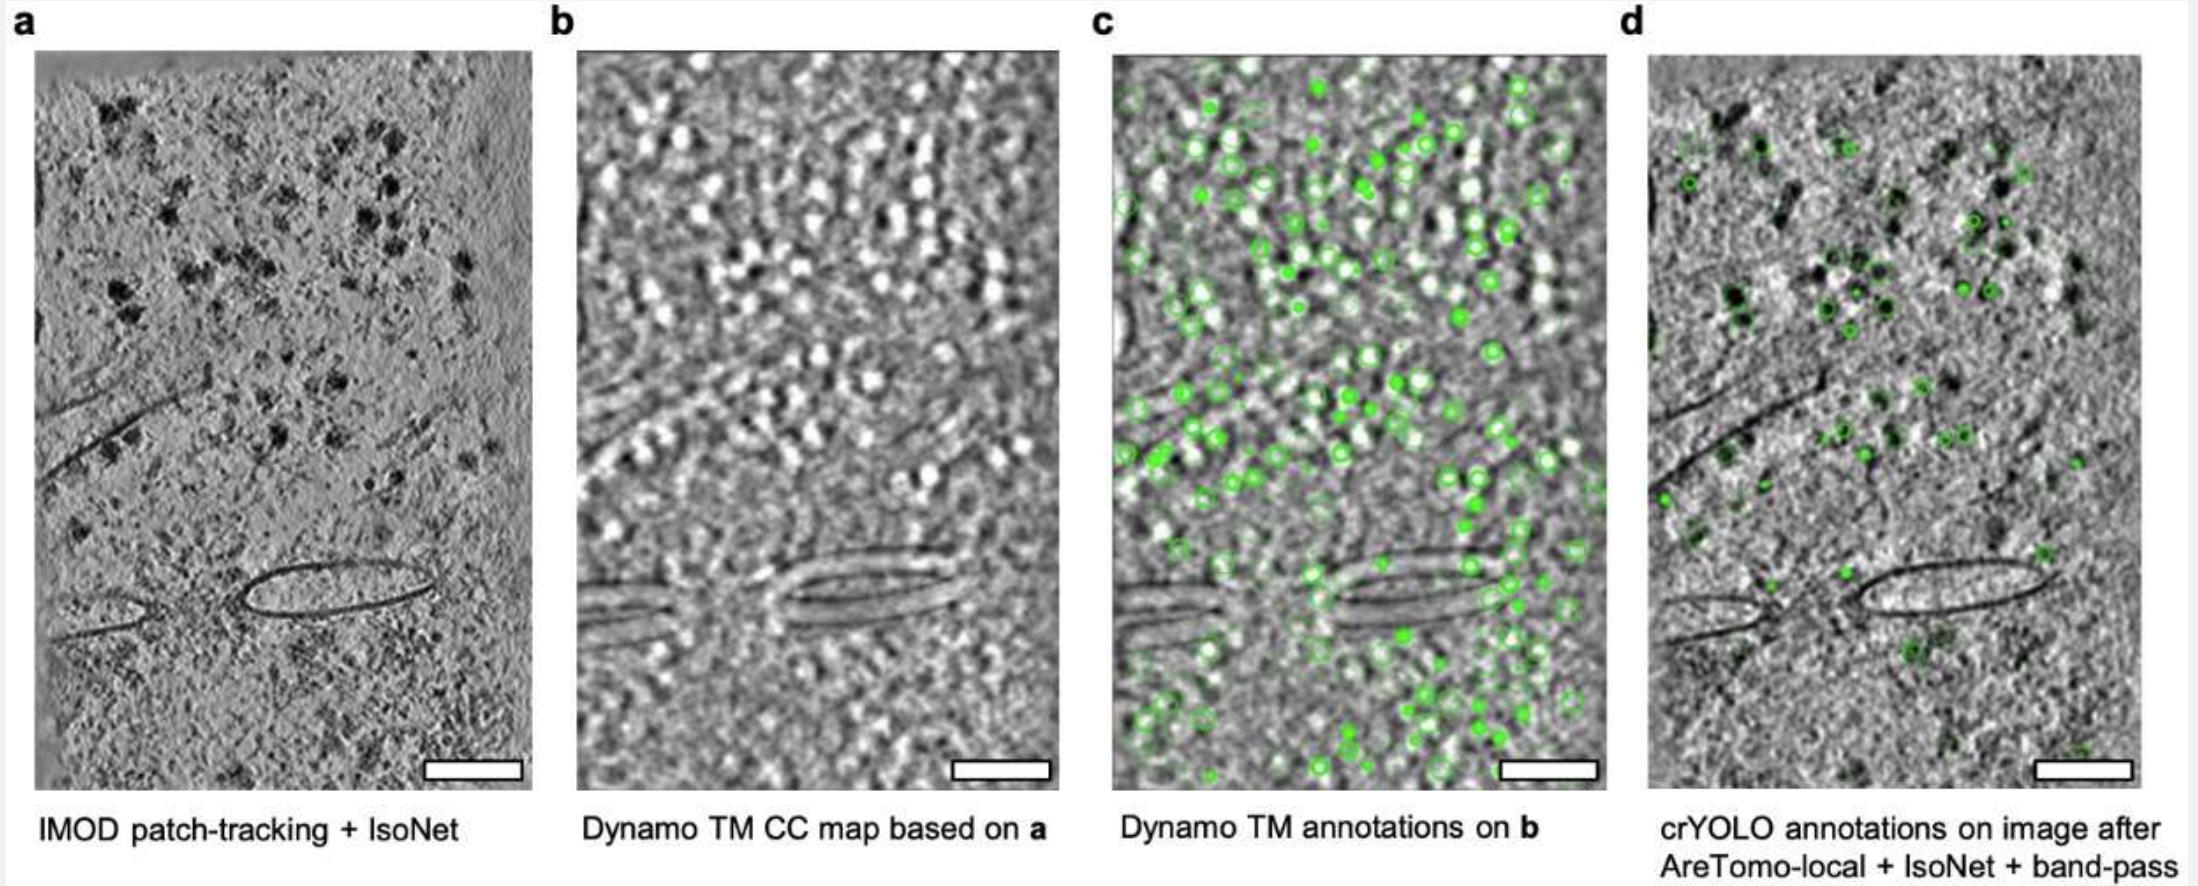 a
b
c
d
IMOD patch-tracking + IsoNet
Dynamo TM CC map based on a
Dynamo TM annotations on b
crYOLO annotations on image after
AreTomo-local + IsoNet + band-pass